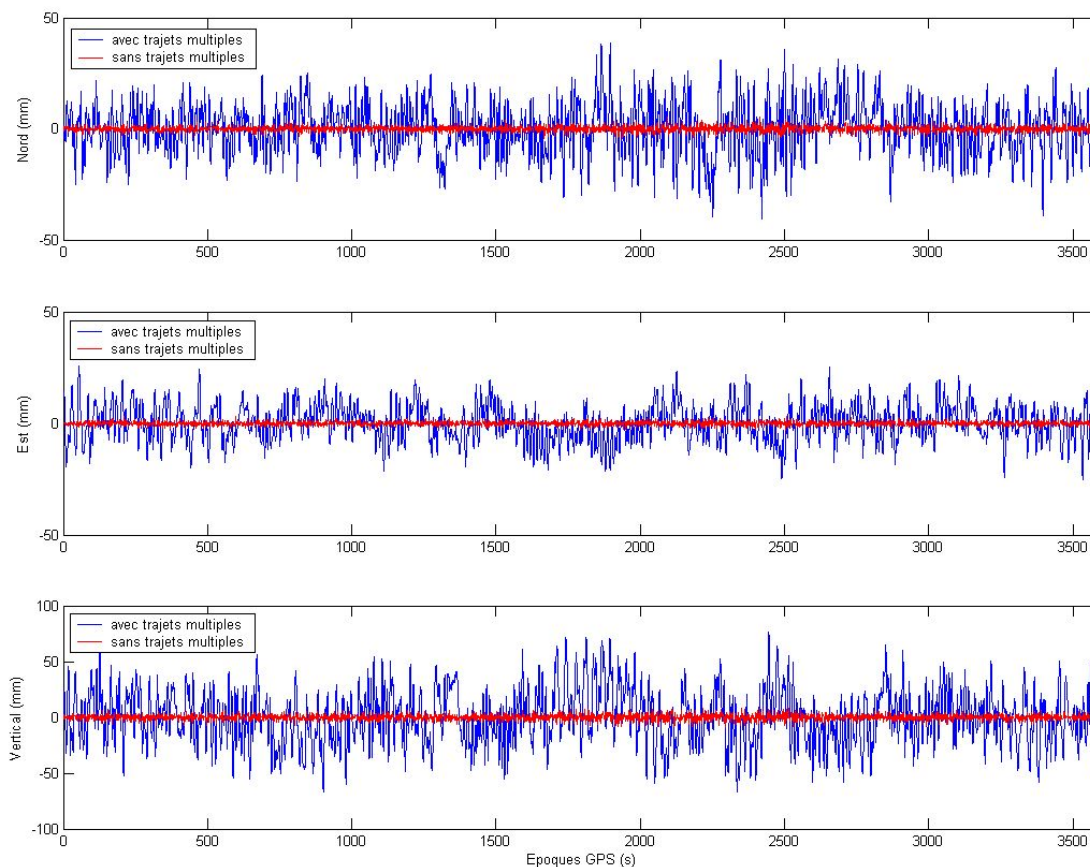 50
avec trajets multiples
sans trajets multiples
Nord (mm)
0
-50
0 500 1000 1500 2000 2500 3000 3500
50
avec trajets multiples
sans trajets multiples
Est (mm)
0
-50
0 500 1000 1500 2000 2500 3000 3500
100
avec trajets multiples
sans trajets multiples
50
Vertical (mm)
0
-50
-100
0 500 1000 1500 2000 2500 3000 3500
Epoques GPS (s)